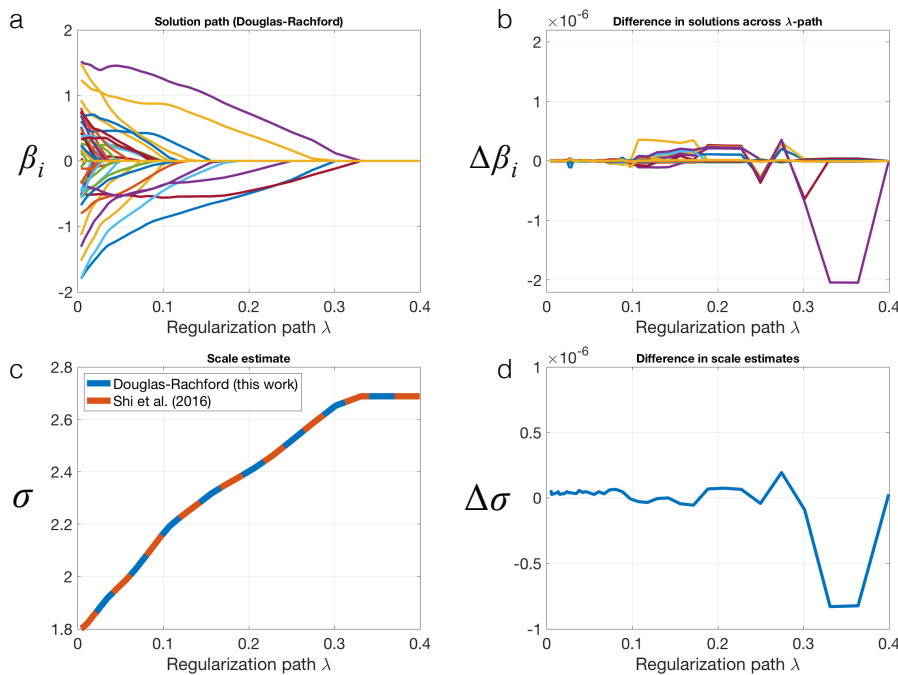 a
Solution path (Douglas-Rachford)
2
1
0
-1
-2
βi
0
0.1
0.2
0.3
0.4
Regularization path λ
b
×10-6
Difference in solutions across λ-path
2
1
0
-1
-2
Δβi
0
0.1
0.2
0.3
0.4
Regularization path λ
c
Scale estimate
2.8
2.6
2.4
2.2
2
1.8
σ
Douglas-Rachford (this work)
Shi et al. (2016)
0
0.1
0.2
0.3
0.4
Regularization path λ
d
×10-6
Difference in scale estimates
1
0.5
0
-0.5
-1
Δσ
0
0.1
0.2
0.3
0.4
Regularization path λ